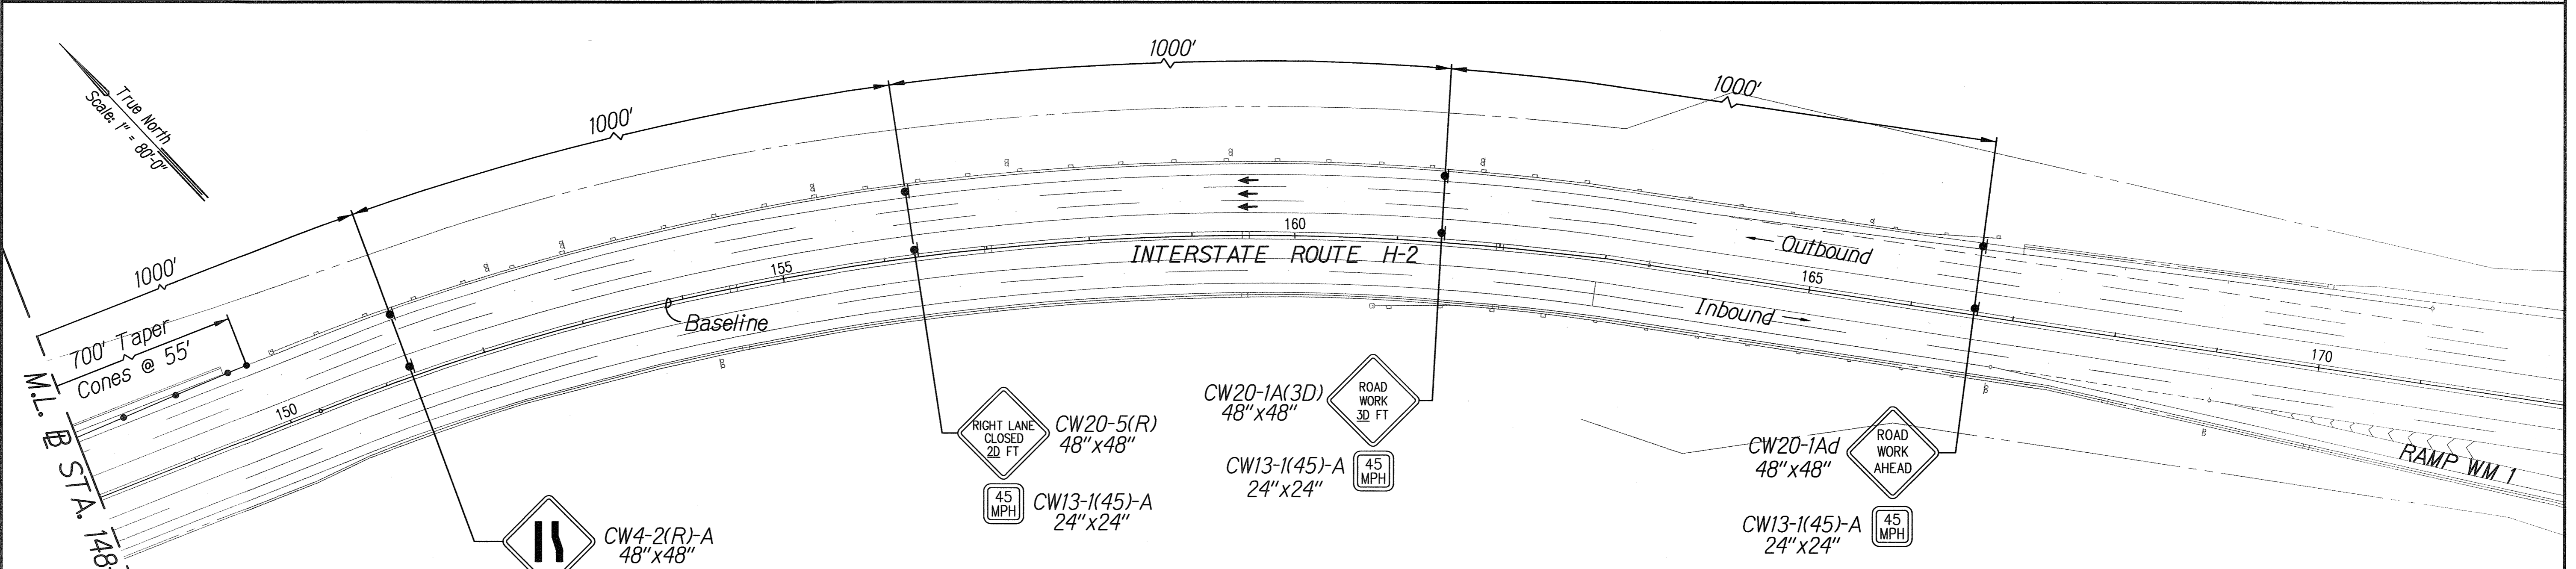 True North
Scale: 1" = 80'-0"
1000'
1000'
1000'
1000'
700' Taper
Cones @ 55'
M.L. B STA. 148+
150
155
160
165
170
Baseline
INTERSTATE ROUTE H-2
Outbound
Inbound
RAMP WM 1
CW4-2(R)-A
48"x48"
RIGHT LANE
CLOSED
2D FT
CW20-5(R)
48"x48"
45
MPH
CW13-1(45)-A
24"x24"
CW20-1A(3D)
48"x48"
ROAD
WORK
3D FT
CW13-1(45)-A
24"x24"
45
MPH
CW20-1Ad
48"x48"
ROAD
WORK
AHEAD
CW13-1(45)-A
24"x24"
45
MPH